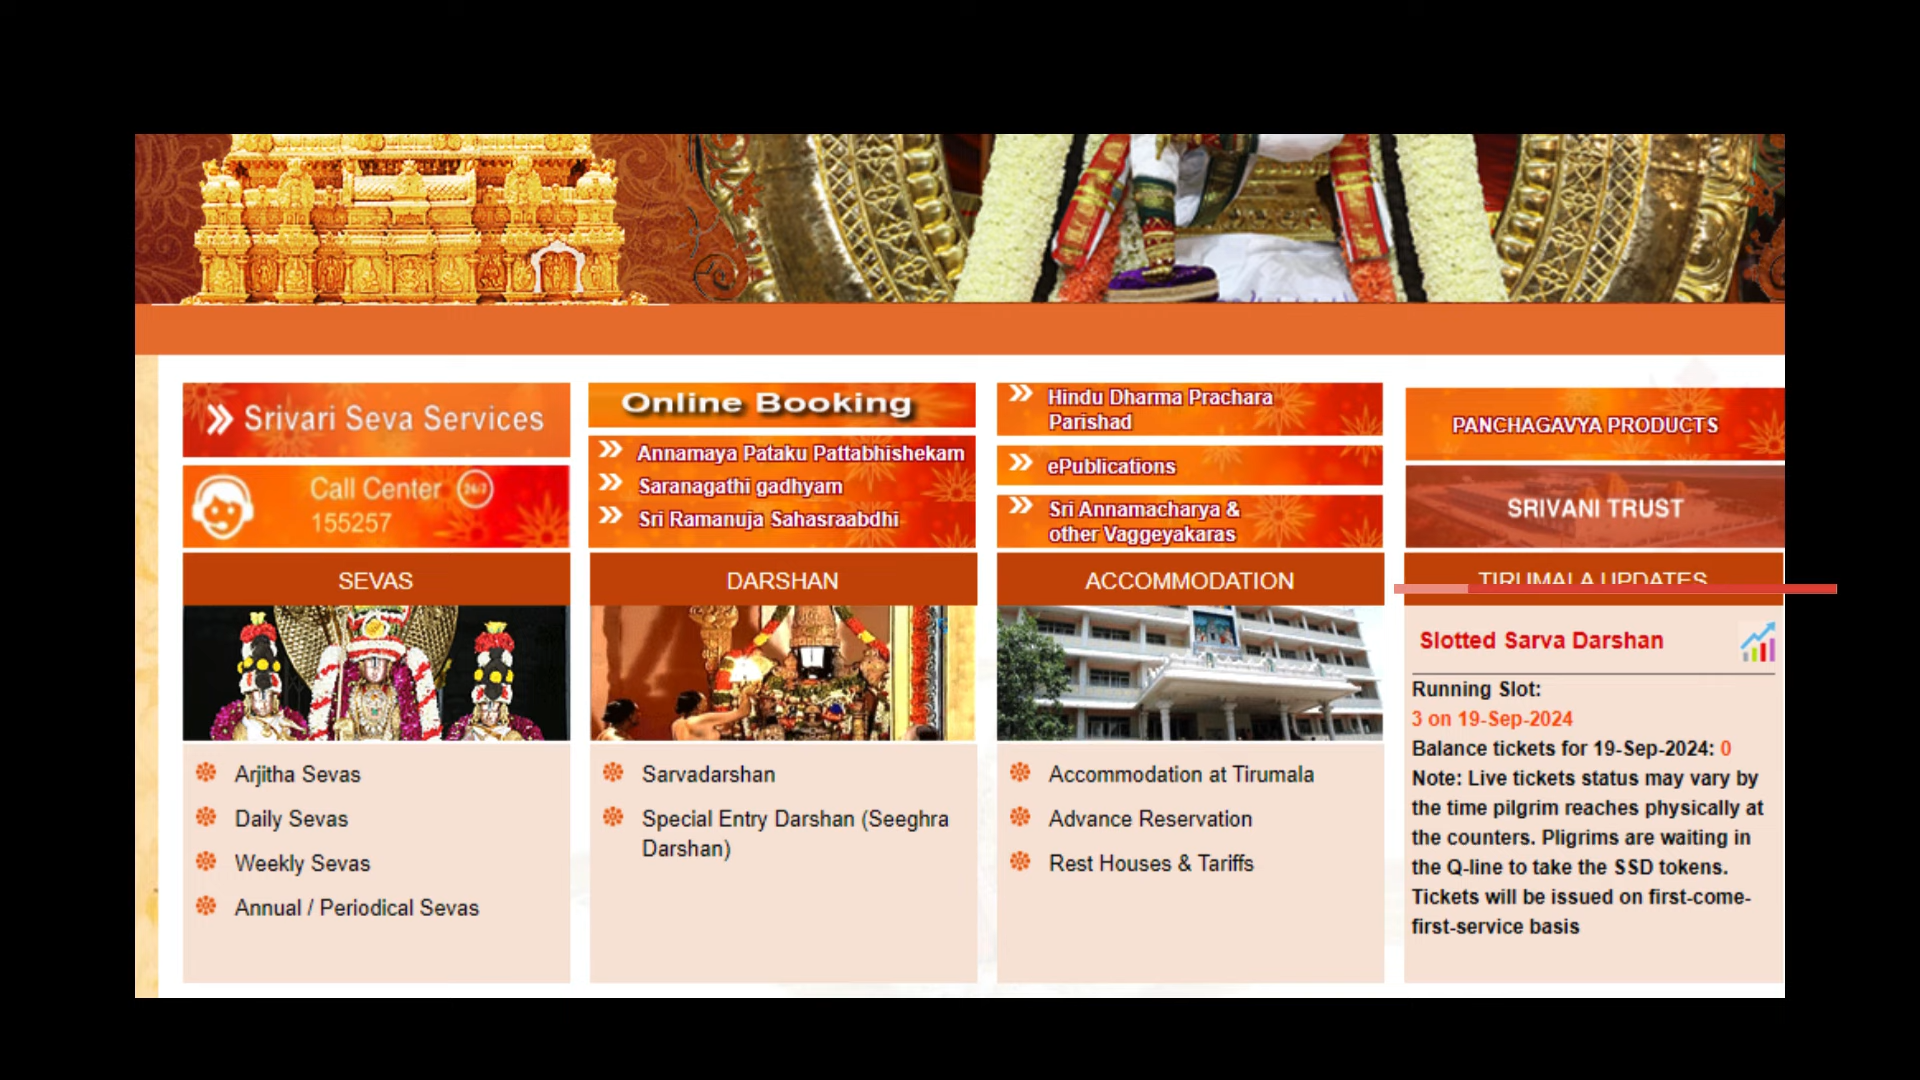 Srivari Seva Services
Call Center 24/7
155257
Online Booking
Annamaya Pataku Pattabhishekam
Saranagathi gadhyam
Sri Ramanuja Sahasraabdhi
Hindu Dharma Prachara
Parishad
ePublications
Sri Annamacharya &
other Vaggeyakaras
PANCHAGAVYA PRODUCTS
SRIVANI TRUST
SEVAS
Arjitha Sevas
Daily Sevas
Weekly Sevas
Annual / Periodical Sevas
DARSHAN
Sarvadarshan
Special Entry Darshan (Seeghra
Darshan)
ACCOMMODATION
Accommodation at Tirumala
Advance Reservation
Rest Houses & Tariffs
TIRUMALA UPDATES
Slotted Sarva Darshan
Running Slot:
3 on 19-Sep-2024
Balance tickets for 19-Sep-2024: 0
Note: Live tickets status may vary by
the time pilgrim reaches physically at
the counters. Pligrims are waiting in
the Q-line to take the SSD tokens.
Tickets will be issued on first-come-
first-service basis